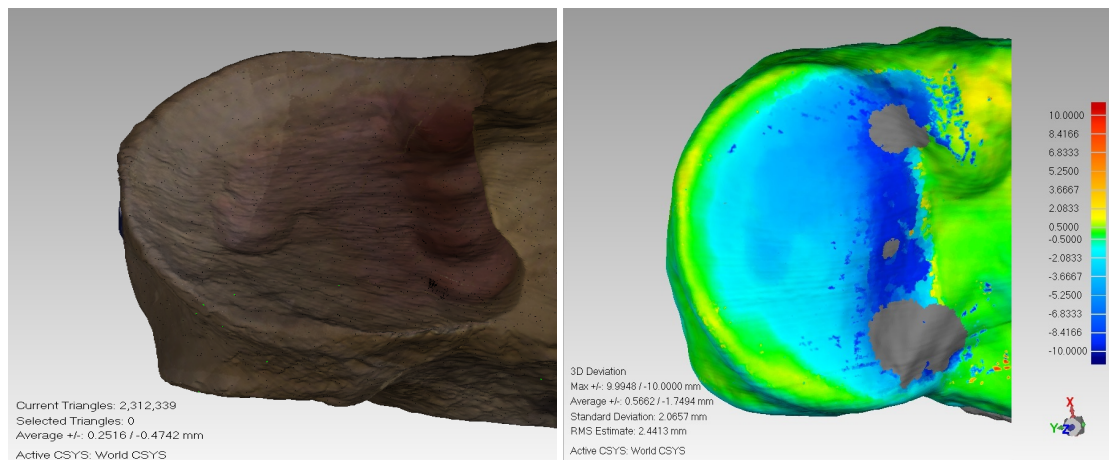 Current Triangles: 2,312,339
Selected Triangles: 0
Average +/-: 0.2516 / -0.4742 mm
Active CSYS: World CSYS
3D Deviation
Max +/-: 9.9948 / -10.0000 mm
Average +/-: 0.5662 / -1.7494 mm
Standard Deviation: 2.0657 mm
RMS Estimate: 2.4413 mm
Active CSYS: World CSYS
10.0000
8.4166
6.8333
5.2500
3.6667
2.0833
0.5000
-0.5000
-2.0833
-3.6667
-5.2500
-6.8333
-8.4166
-10.0000
X
Y
Z